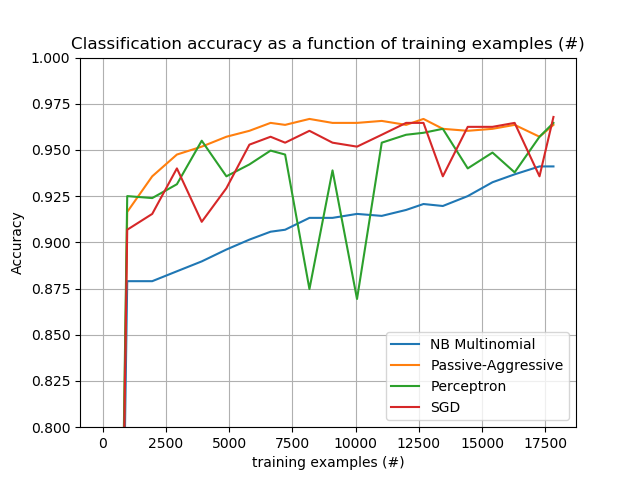 Classification accuracy as a function of training examples (#)
1.000
0.975
0.950
0.925
0.900
0.875
0.850
0.825
0.800
Accuracy
NB Multinomial
Passive-Aggressive
Perceptron
SGD
0 2500 5000 7500 10000 12500 15000 17500
training examples (#)